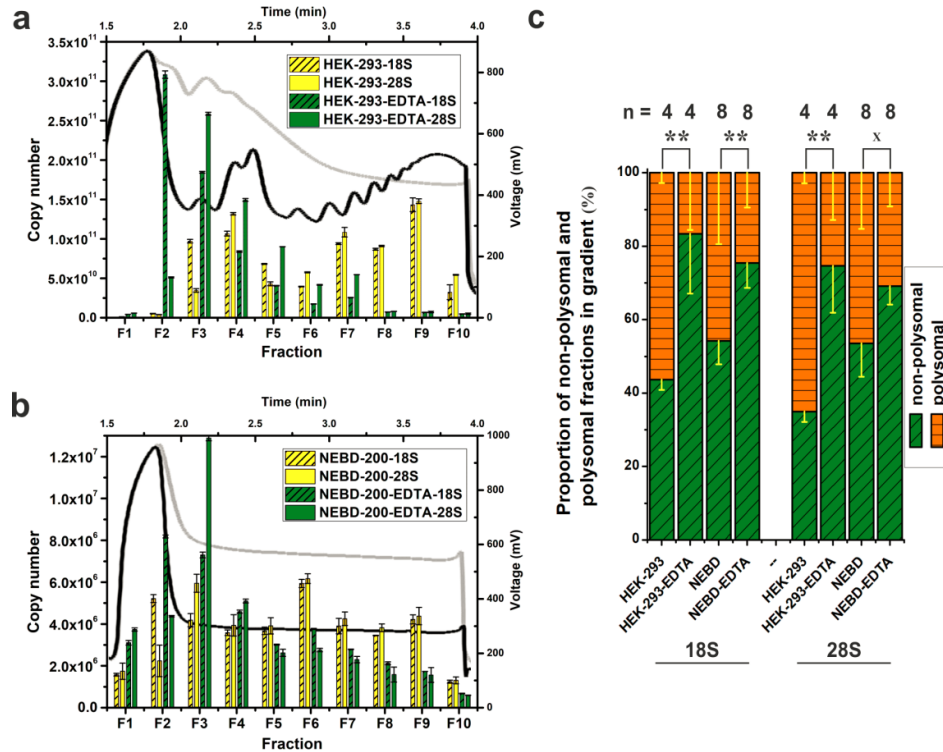 a
Time (min)
1.5 2.0 2.5 3.0 3.5 4.0
Copy number
3.5x10¹¹
3.0x10¹¹
2.5x10¹¹
2.0x10¹¹
1.5x10¹¹
1.0x10¹¹
5.0x10¹⁰
0.0
HEK-293-18S
HEK-293-28S
HEK-293-EDTA-18S
HEK-293-EDTA-28S
800
600
400
200
0
Voltage (mV)
F1 F2 F3 F4 F5 F6 F7 F8 F9 F10
Fraction
b
Time (min)
1.5 2.0 2.5 3.0 3.5 4.0
Copy number
1.2x10⁷
1.0x10⁷
8.0x10⁶
6.0x10⁶
4.0x10⁶
2.0x10⁶
0.0
NEBD-200-18S
NEBD-200-28S
NEBD-200-EDTA-18S
NEBD-200-EDTA-28S
1000
800
600
400
200
0
Voltage (mV)
F1 F2 F3 F4 F5 F6 F7 F8 F9 F10
Fraction
c
n = 4 4 8 8 4 4 8 8
** ** ** x
Proportion of non-polysomal and
polysomal fractions in gradient (%)
100
80
60
40
20
0
HEK-293
HEK-293-EDTA
NEBD
NEBD-EDTA
--
HEK-293
HEK-293-EDTA
NEBD
NEBD-EDTA
18S 28S
non-polysomal
polysomal